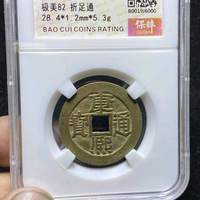 极美82 折足通
28.4*1.2mm*5.3g
BAO CUI COINS RATING
保粹
B0019J6000
康熙通寶